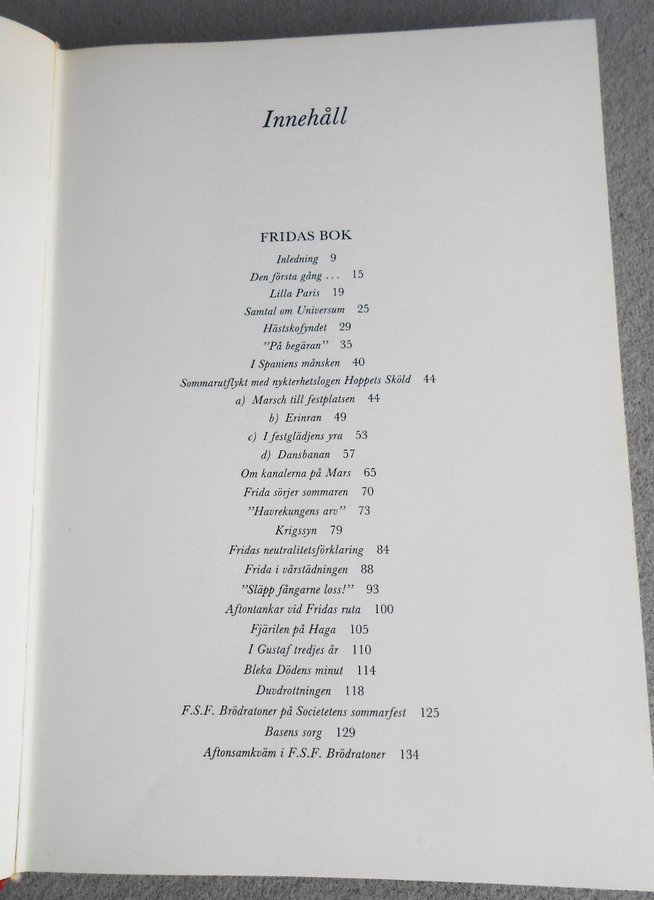 Innehåll
FRIDAS BOK
Inledning 9
Den första gång ... 15
Lilla Paris 19
Samtal om Universum 25
Hästskofyndet 29
”På begäran” 35
I Spaniens månsken 40
Sommarutflykt med nykterhetslogen Hoppets Sköld 44
a) Marsch till festplatsen 44
b) Erinran 49
c) I festglädjens yra 53
d) Dansbanan 57
Om kanalerna på Mars 65
Frida sörjer sommaren 70
”Havrekungens arv” 73
Krigssyn 79
Fridas neutralitetsförklaring 84
Frida i vårstädningen 88
”Släpp fångarne loss!” 93
Aftontankar vid Fridas ruta 100
Fjärilen på Haga 105
I Gustaf tredjes år 110
Bleka Dödens minut 114
Duvdrottningen 118
F.S.F. Brödratoner på Societetens sommarfest 125
Basens sorg 129
Aftonsamkväm i F.S.F. Brödratoner 134